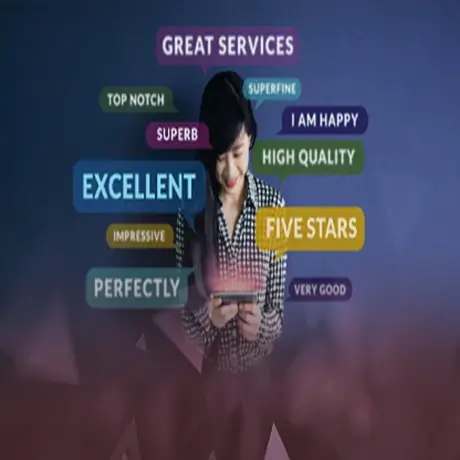 GREAT SERVICES
SUPERFINE
TOP NOTCH
I AM HAPPY
SUPERB
HIGH QUALITY
EXCELLENT
FIVE STARS
IMPRESSIVE
PERFECTLY
VERY GOOD